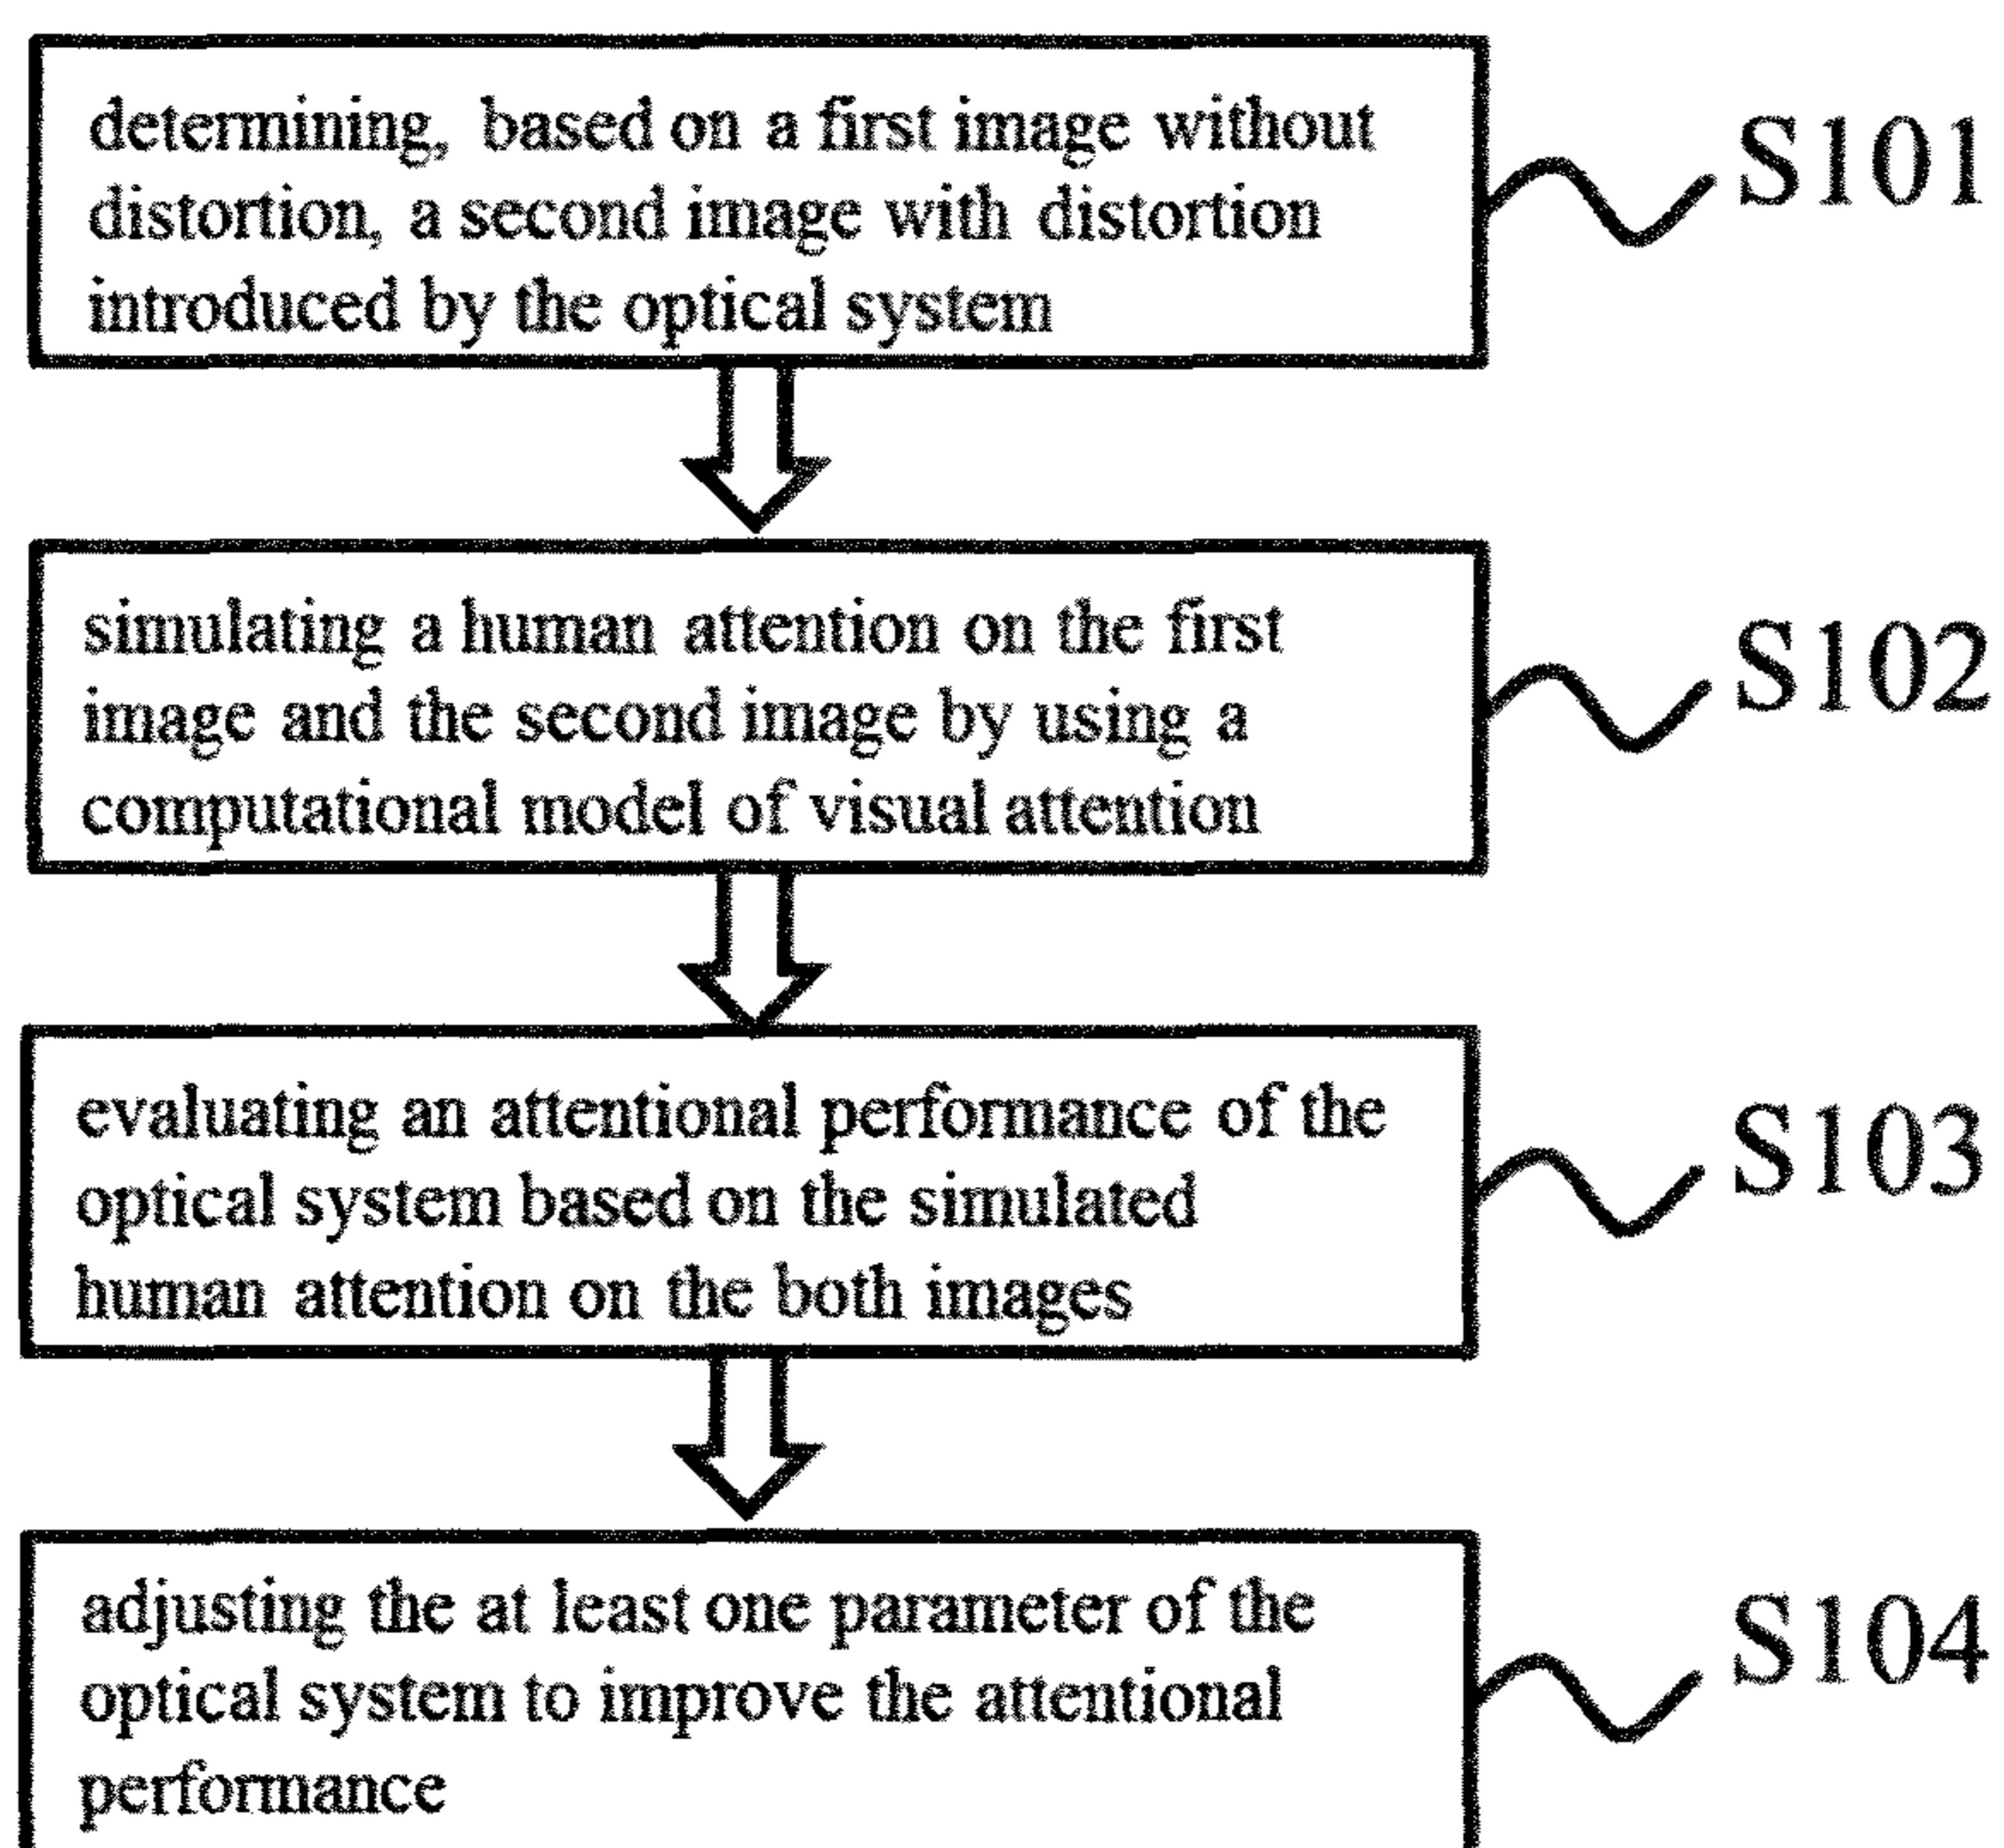 determining, based on a first image without
distortion, a second image with distortion
introduced by the optical system
S101
simulating a human attention on the first
image and the second image by using a
computational model of visual attention
S102
evaluating an attentional performance of the
optical system based on the simulated
human attention on the both images
S103
adjusting the at least one parameter of the
optical system to improve the attentional
performance
S104